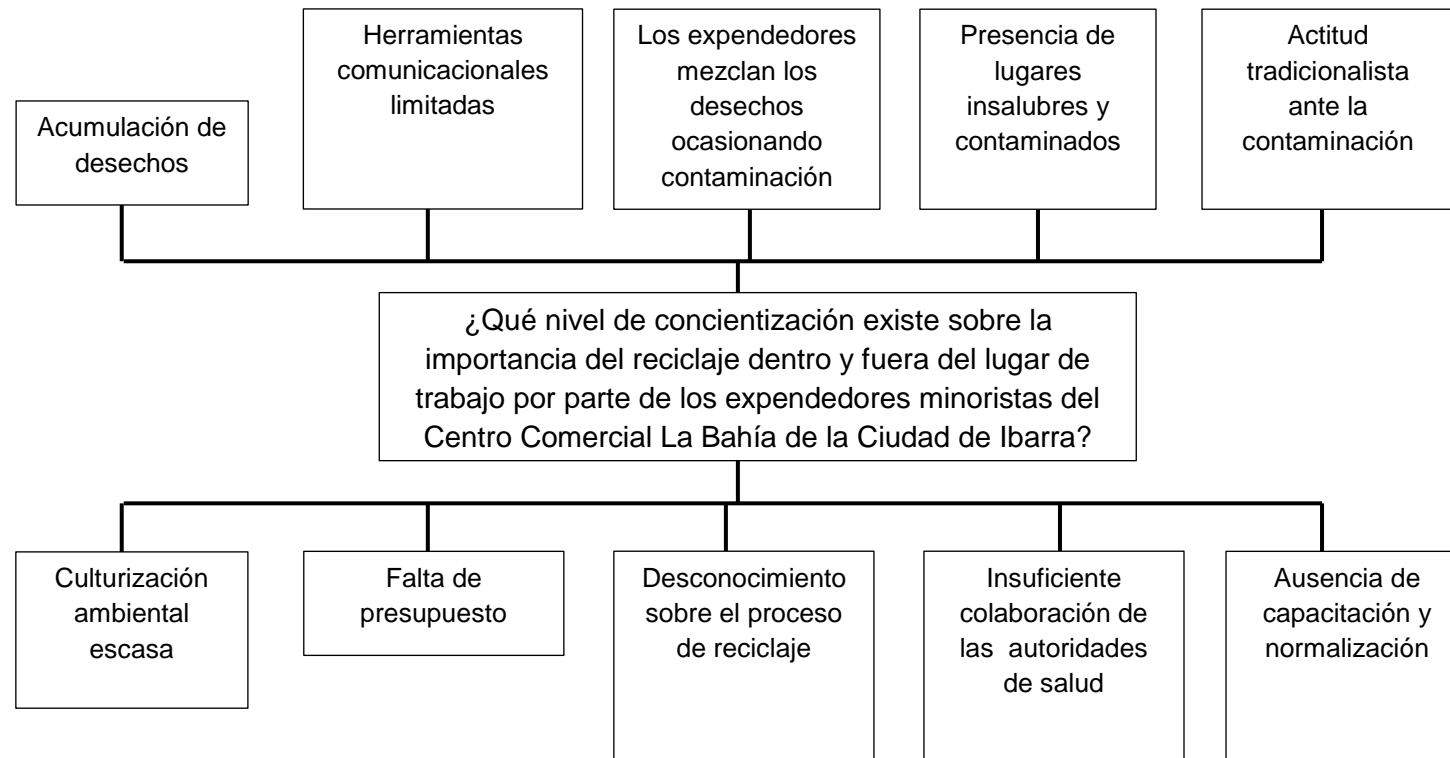 Acumulación de
desechos
Herramientas
comunicacionales
limitadas
Los expendedores
mezclan los
desechos
ocasionando
contaminación
Presencia de
lugares
insalubres y
contaminados
Actitud
tradicionalista
ante la
contaminación
¿Qué nivel de concientización existe sobre la
importancia del reciclaje dentro y fuera del lugar de
trabajo por parte de los expendedores minoristas del
Centro Comercial La Bahía de la Ciudad de Ibarra?
Culturización
ambiental
escasa
Falta de
presupuesto
Desconocimiento
sobre el proceso
de reciclaje
Insuficiente
colaboración de
las autoridades
de salud
Ausencia de
capacitación y
normalización